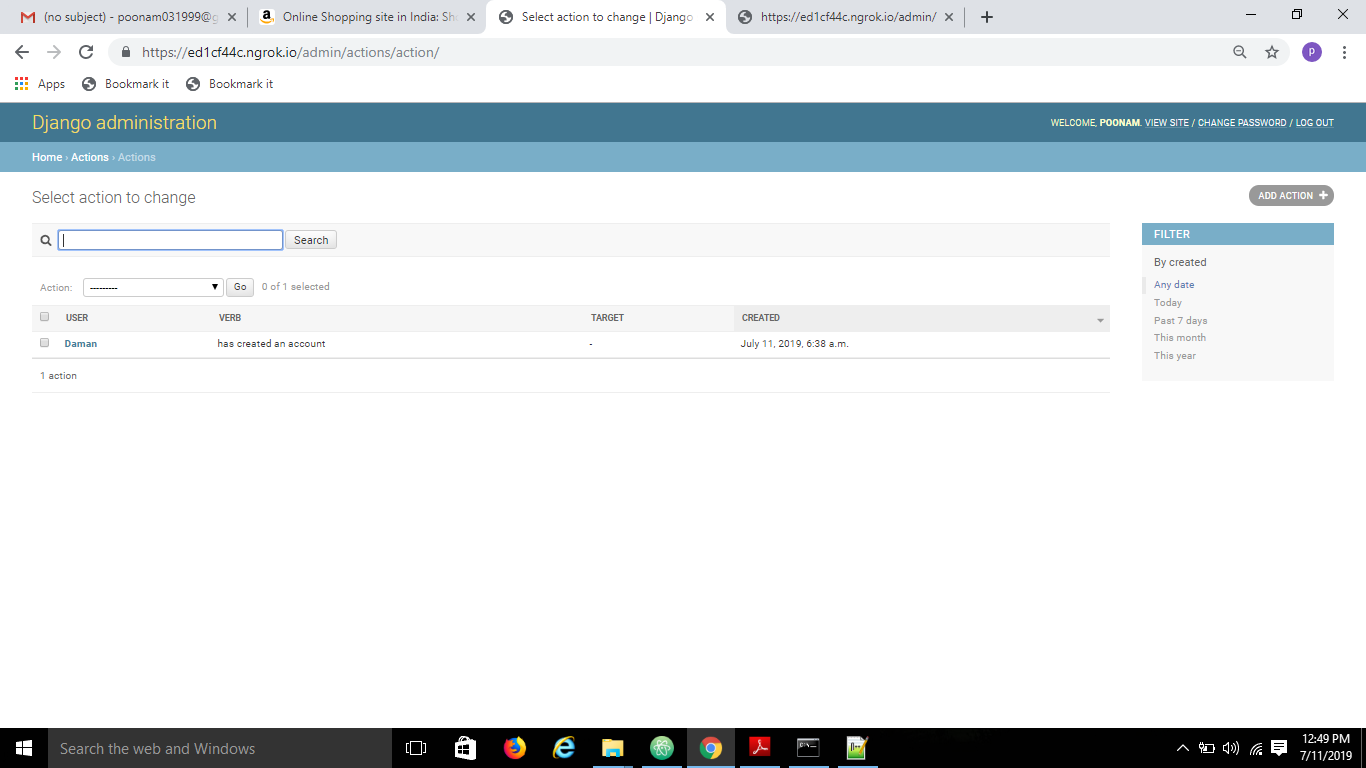 (no subject) - poonam031999@g
Online Shopping site in India: Sh
Select action to change | Django
https://ed1cf44c.ngrok.io/admin/
https://ed1cf44c.ngrok.io/admin/actions/action/
p
Apps
Bookmark it
Bookmark it
Django administration
WELCOME, POONAM. VIEW SITE / CHANGE PASSWORD / LOG OUT
Home › Actions › Actions
Select action to change
ADD ACTION +
Search
FILTER
By created
Any date
Today
Past 7 days
This month
This year
Action: --------- Go 0 of 1 selected
USER VERB TARGET CREATED
Daman has created an account - July 11, 2019, 6:38 a.m.
1 action
Search the web and Windows
12:49 PM
7/11/2019